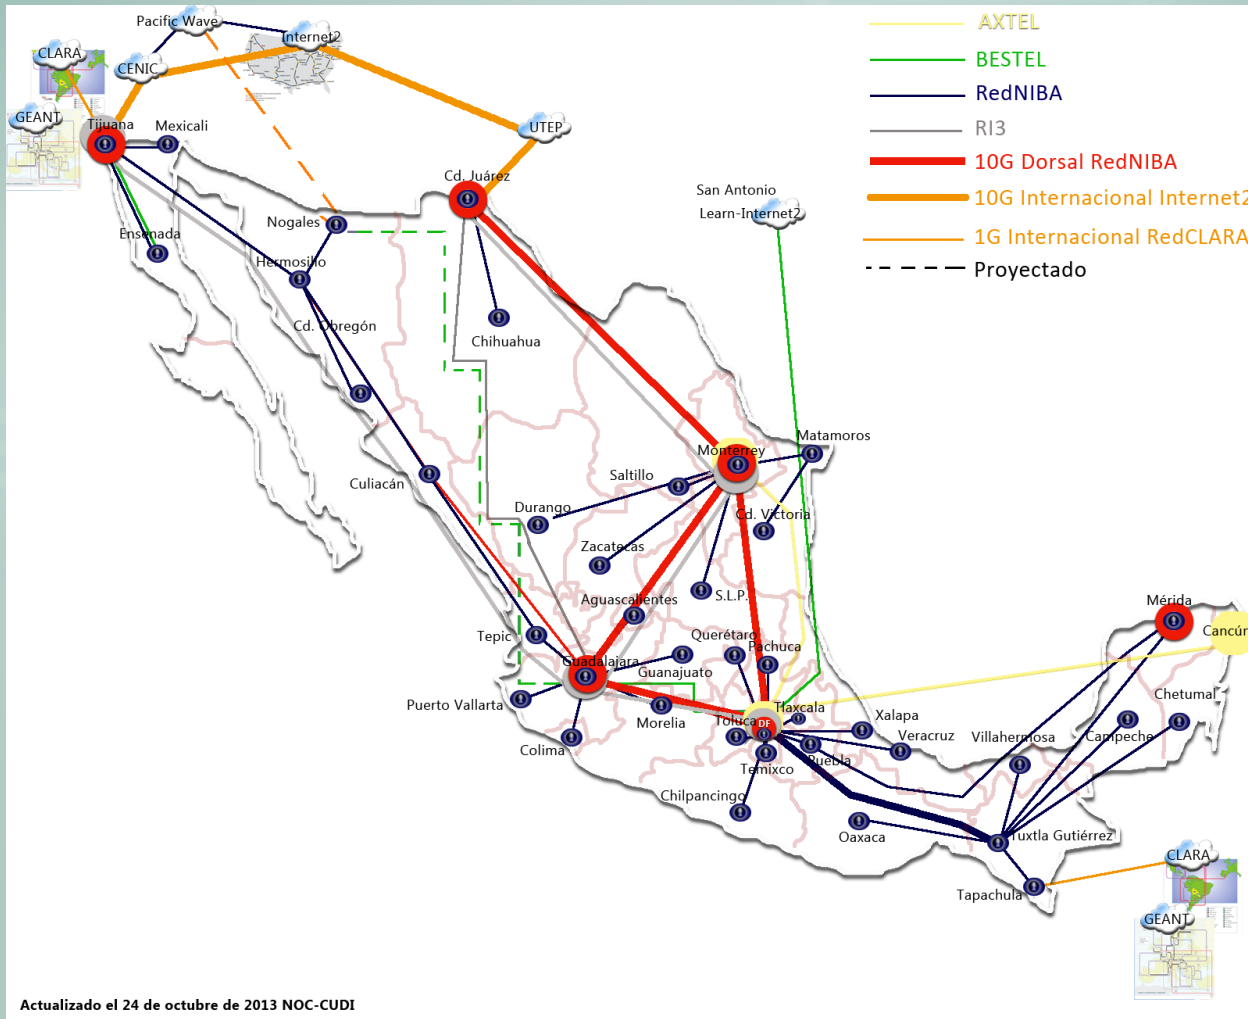 Pacific Wave
Internet2
CLARA
CENIC
GEANT
Tijuana
Mexicali
UTEP
AXTEL
BESTEL
RedNIBA
RI3
10G Dorsal RedNIBA
10G Internacional Internet2
1G Internacional RedCLARA
Proyectado
Cd. Juárez
San Antonio
Learn-Internet2
Nogales
Ensenada
Hermosillo
Cd. Obregón
Chihuahua
Monterrey
Matamoros
Saltillo
Culiacán
Durango
Cd. Victoria
Zacatecas
Aguascalientes
S.L.P.
Mérida
Cancún
Tepic
Querétaro
Pachuca
Guadalajara
Guanajuato
Puerto Vallarta
Morelia
Toluca
DF
Tlaxcala
Xalapa
Chetumal
Colima
Veracruz
Villahermosa
Campeche
Temixco
Puebla
Chilpancingo
Oaxaca
Tuxtla Gutiérrez
Tapachula
CLARA
GEANT
Actualizado el 24 de octubre de 2013 NOC-CUDI